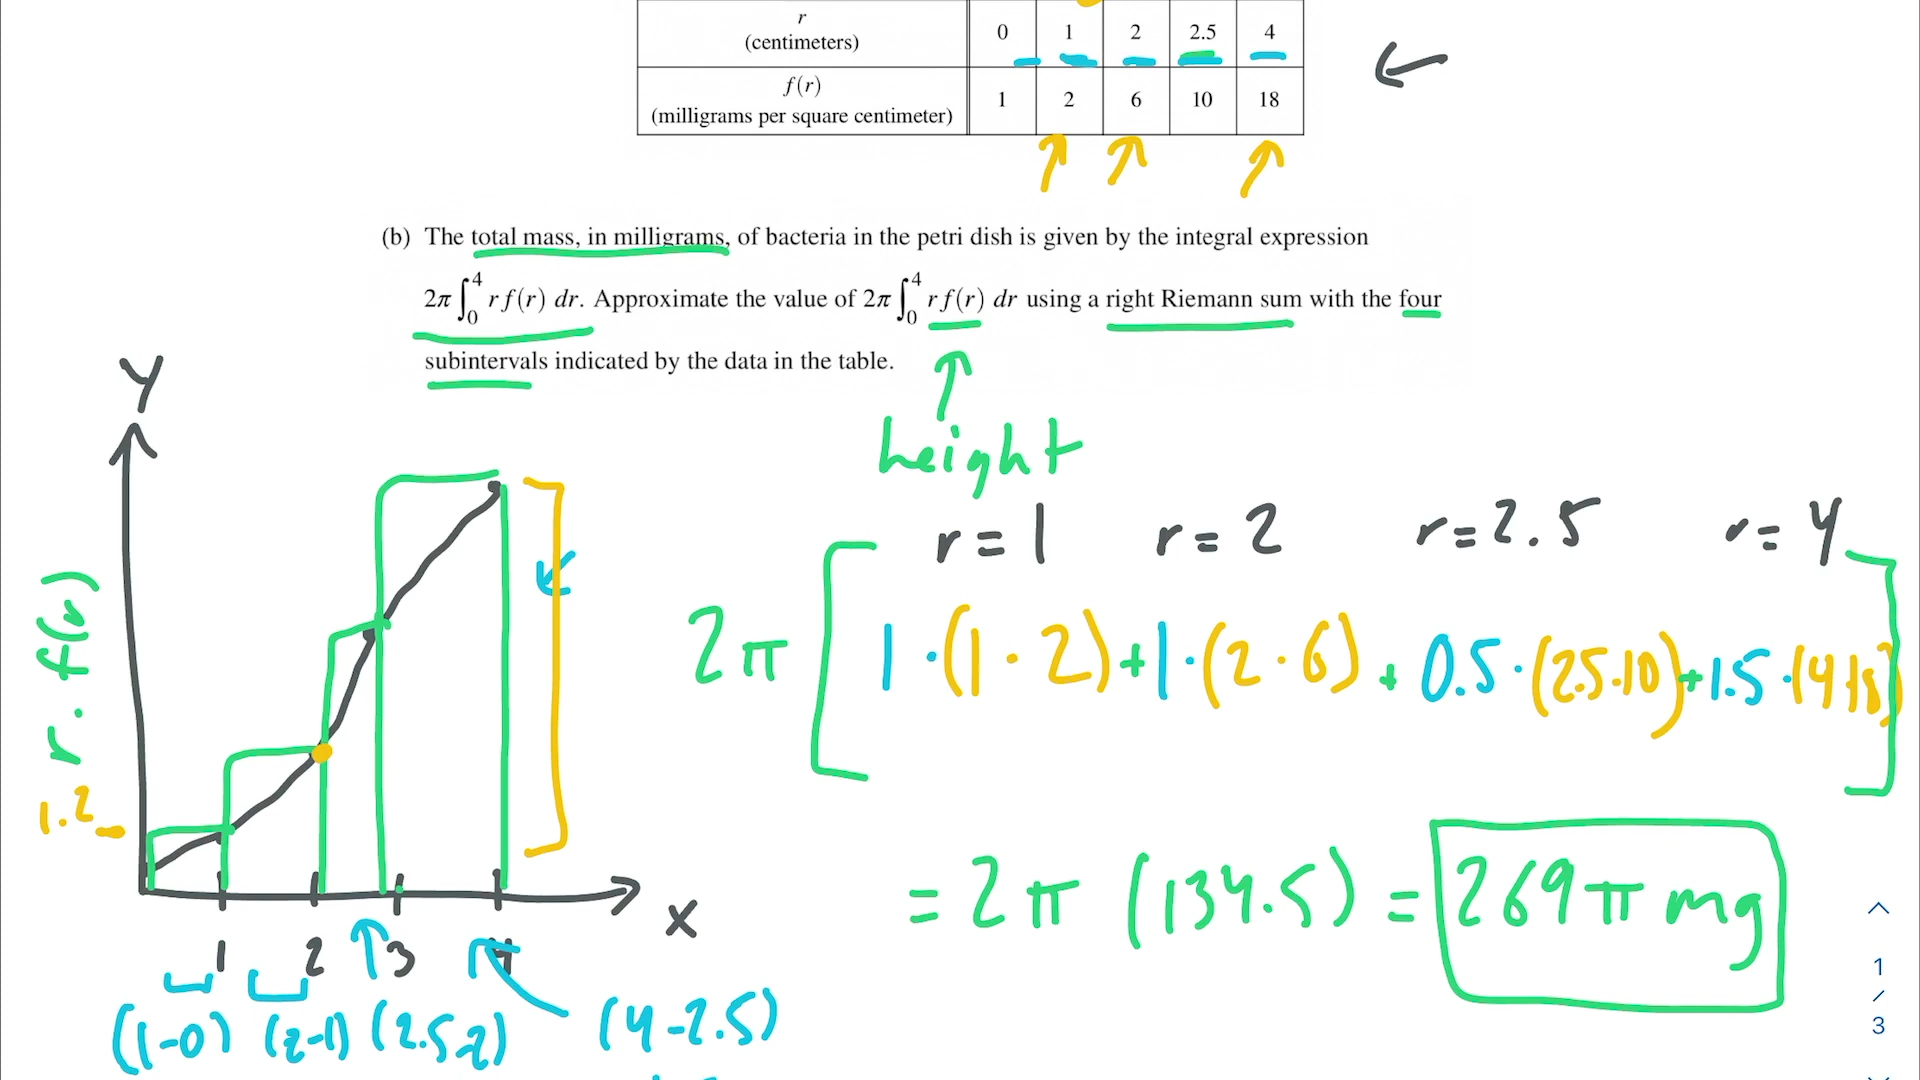 r (centimeters) 0 1 2 2.5 4
f(r) (milligrams per square centimeter) 1 2 6 10 18
(b) The total mass, in milligrams, of bacteria in the petri dish is given by the integral expression
2π ∫₀⁴ r f(r) dr. Approximate the value of 2π ∫₀⁴ r f(r) dr using a right Riemann sum with the four
subintervals indicated by the data in the table.
height
r=1 r=2 r=2.5 r=4
2π [1·(1·2)+1·(2·6)+0.5·(2.5·10)+1.5·(4·18)]
= 2π (134.5) = 269π mg
Y
r.f(r)
1.2
x
1 2 3 4
(1-0) (2-1) (2.5-2) (4-2.5)
1
/
3